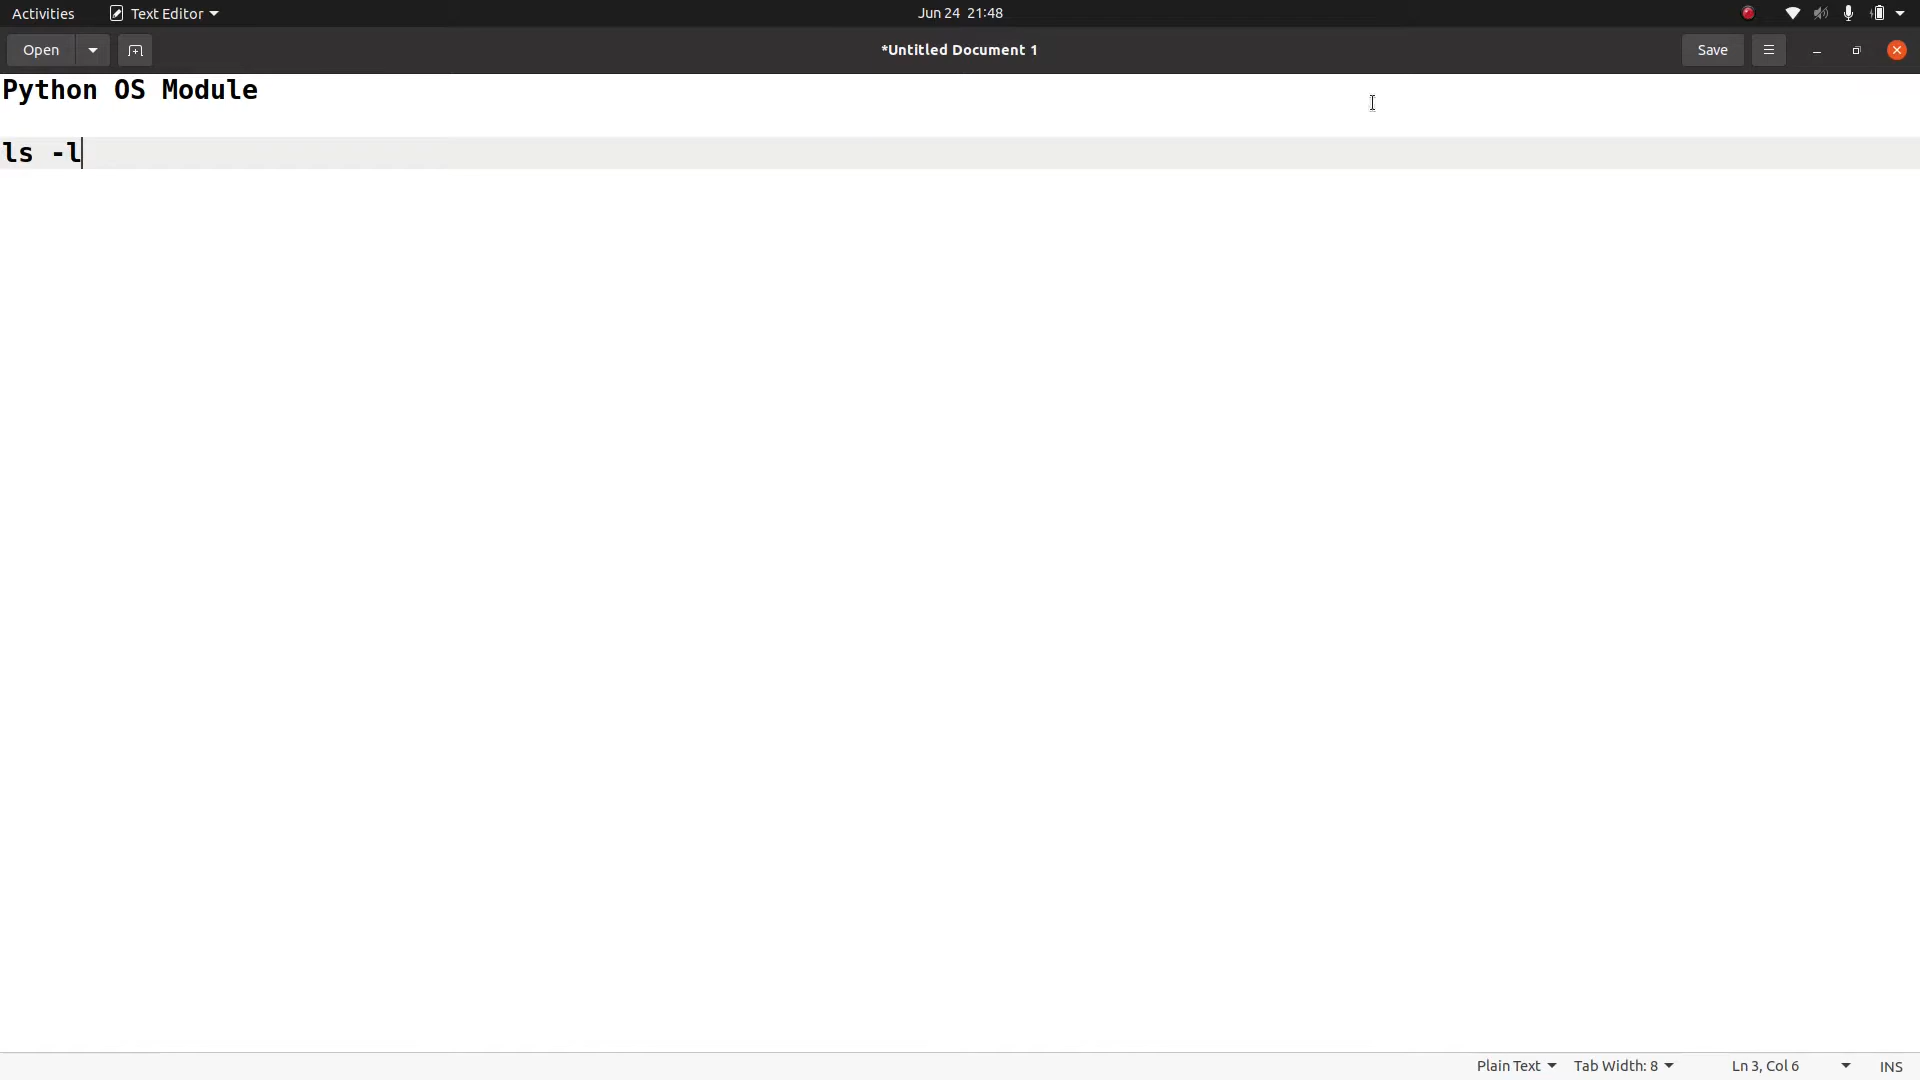 Activities Text Editor Jun 24 21:48
Open *Untitled Document 1 Save
Python OS Module
ls -l
Plain Text Tab Width: 8 Ln 3, Col 6 INS